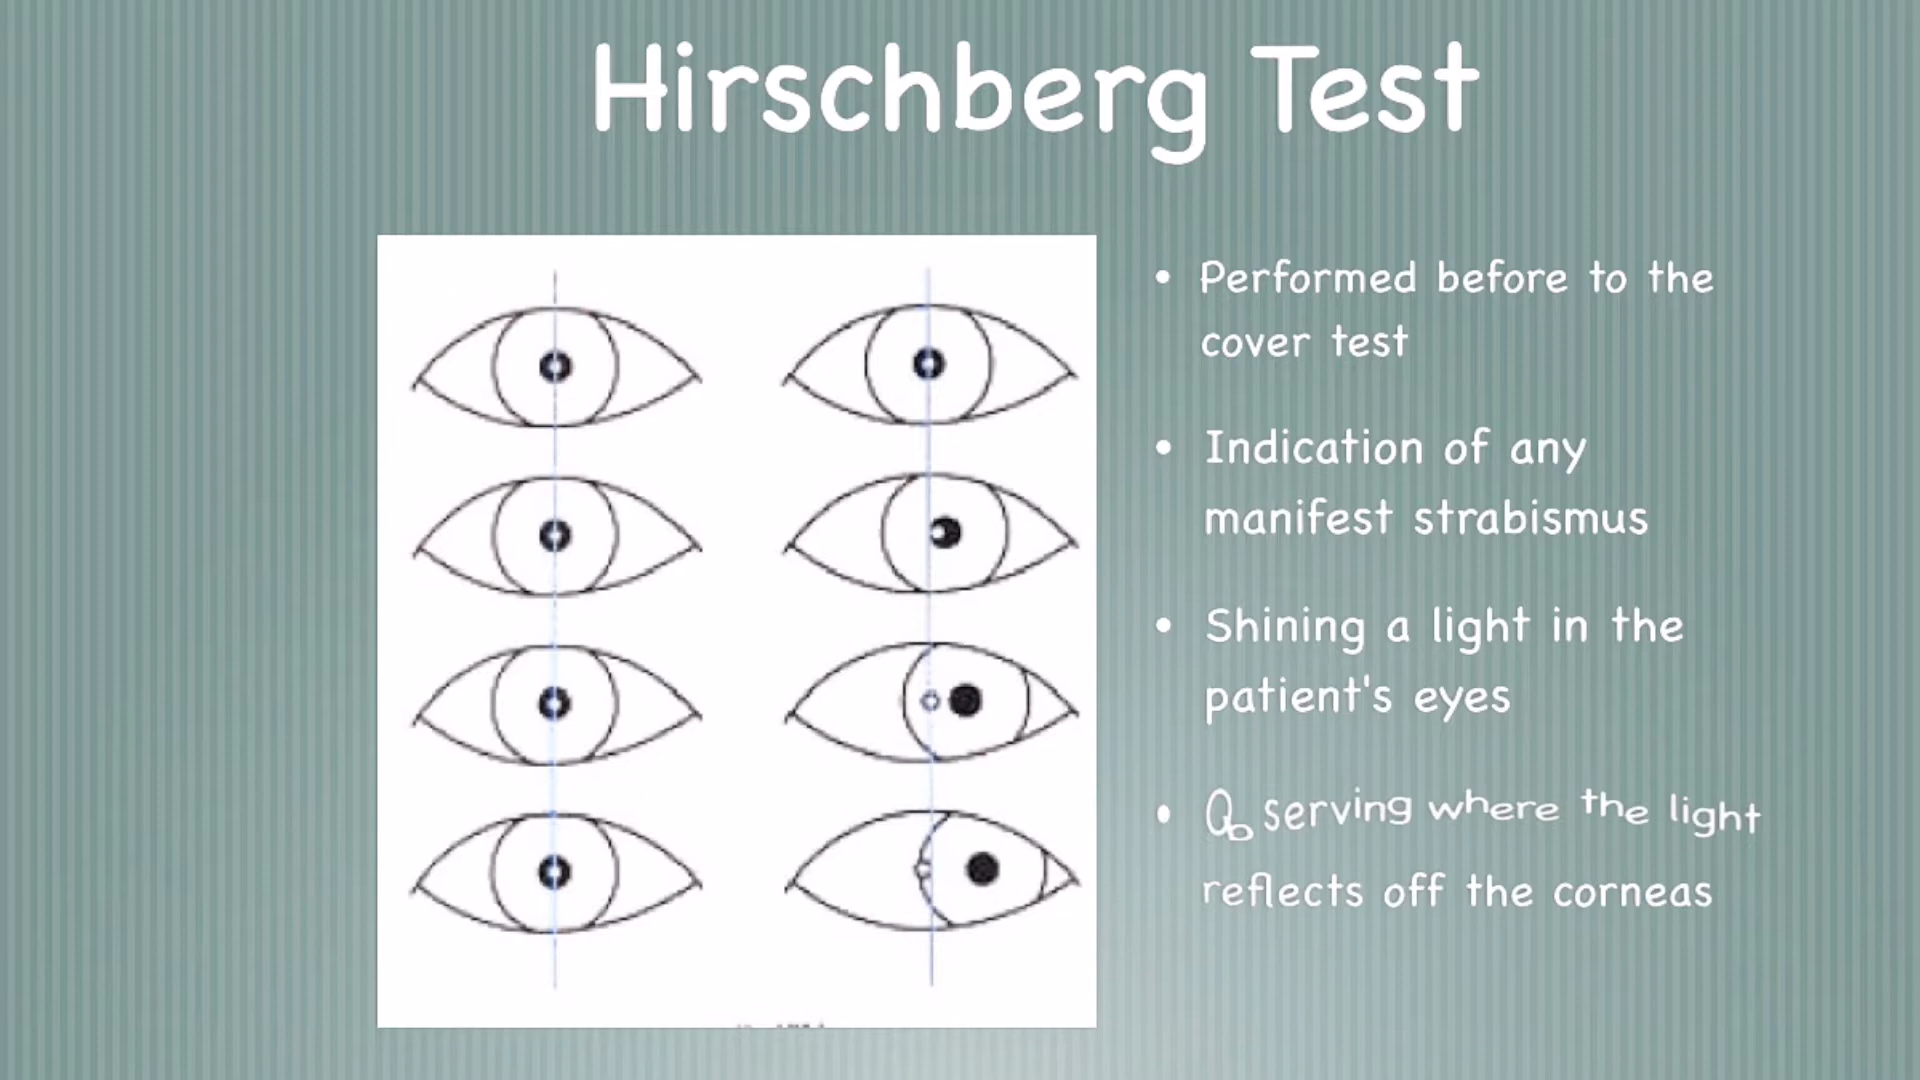 Hirschberg Test
• Performed before to the
cover test
• Indication of any
manifest strabismus
• Shining a light in the
patient's eyes
• Observing where the light
reflects off the corneas